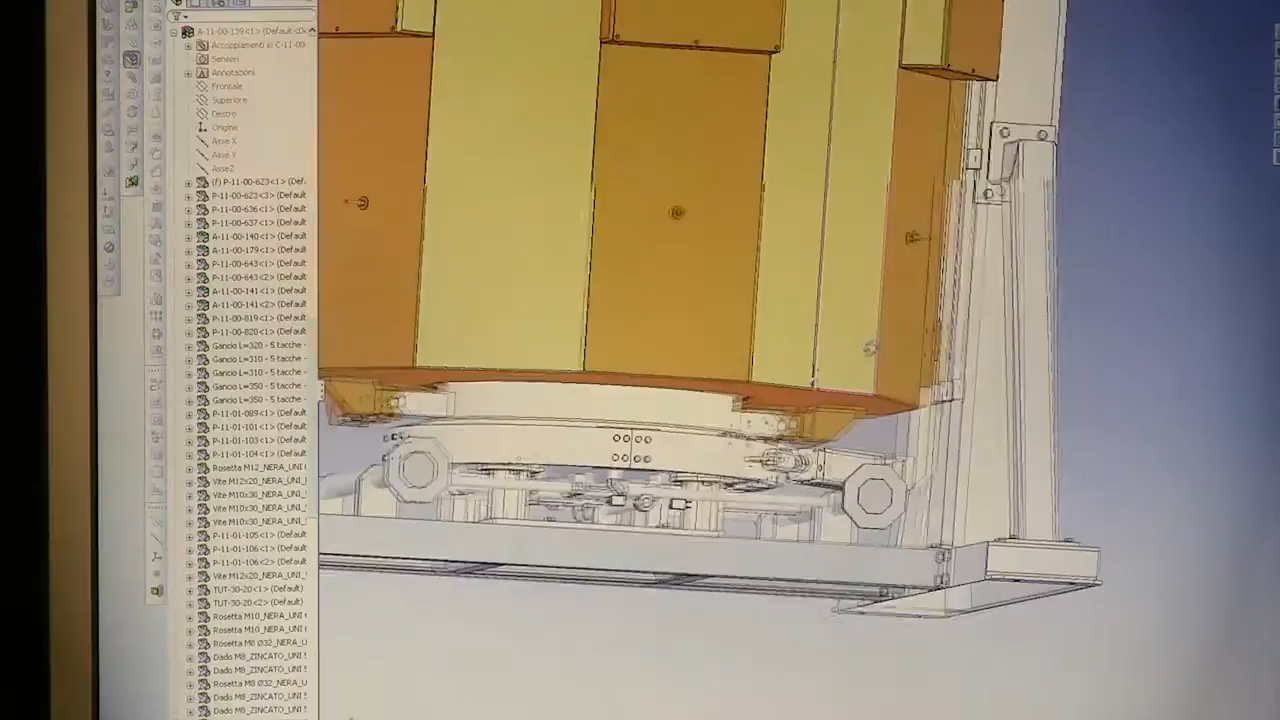 A-11-00-139<1> (Default<D
Accoppiamenti in C-11-00
Sensori
Annotazioni
Frontale
Superiore
Destro
Origine
Asse X
Asse Y
AsseZ
(f) P-11-00-623<1> (Def
P-11-00-623<3> (Default
P-11-00-636<1> (Default
P-11-00-637<1> (Default
A-11-00-140<1> (Default
A-11-00-179<1> (Default
P-11-00-643<1> (Default
P-11-00-643<2> (Default
A-11-00-141<1> (Default
A-11-00-141<2> (Default
P-11-00-819<1> (Default
P-11-00-820<1> (Default
Gancio L=320 - 5 tacche -
Gancio L=310 - 5 tacche -
Gancio L=310 - 5 tacche -
Gancio L=350 - 5 tacche -
Gancio L=350 - 5 tacche -
P-11-01-089<1> (Default
P-11-01-101<1> (Default
P-11-01-103<1> (Default
P-11-01-104<1> (Default
Rosetta M12_NERA_UNI
Vite M12x20_NERA_UNI_
Vite M10x30_NERA_UNI_
Vite M10x30_NERA_UNI_
Vite M10x30_NERA_UNI_
P-11-01-105<1> (Default
P-11-01-106<1> (Default
P-11-01-106<2> (Default
Vite M12x20_NERA_UNI_
TUT-30-20<1> (Default)
TUT-30-20<2> (Default)
Rosetta M10_NERA_UNI
Rosetta M10_NERA_UNI
Rosetta M8 Ø32_NERA_U
Dado M8_ZINCATO_UNI
Dado M8_ZINCATO_UNI
Rosetta M8 Ø32_NERA_U
Dado M8_ZINCATO_UNI
Dado M8_ZINCATO_UNI